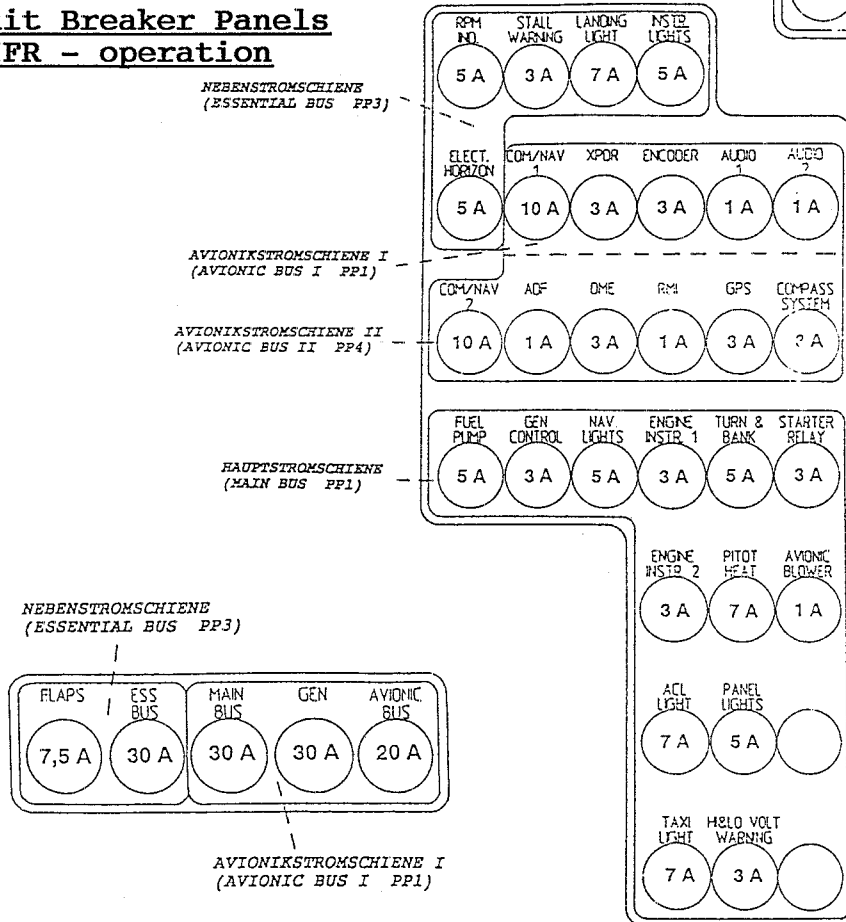 it Breaker Panels
FR – operation
NEBENSTROMSCHIENE
(ESSENTIAL BUS PP3)
RPM IND.
STALL WARNING
LANDING LIGHT
INSTR. LIGHTS
5 A
3 A
7 A
5 A
ELECT. HORIZON
COM/NAV 1
XPDR
ENCODER
AUDIO 1
AUDIO 2
5 A
10 A
3 A
3 A
1 A
1 A
AVIONIKSTROMSCHIENE I
(AVIONIC BUS I PP1)
COM/NAV 2
ADF
DME
RMI
GPS
COMPASS SYSTEM
AVIONIKSTROMSCHIENE II
(AVIONIC BUS II PP4)
10 A
1 A
3 A
1 A
3 A
A
FUEL PUMP
GEN CONTROL
NAV. LIGHTS
ENGINE INSTR. 1
TURN & BANK
STARTER RELAY
HAUPTSTROMSCHIENE
(MAIN BUS PP1)
5 A
3 A
5 A
3 A
5 A
3 A
ENGINE INSTR. 2
PITOT HEAT
AVIONIC BLOWER
3 A
7 A
1 A
ACL LIGHT
PANEL LIGHTS
7 A
5 A
TAXI LIGHT
HI&LO VOLT WARNING
7 A
3 A
NEBENSTROMSCHIENE
(ESSENTIAL BUS PP3)
FLAPS
ESS BUS
MAIN BUS
GEN
AVIONIC BUS
7,5 A
30 A
30 A
30 A
20 A
AVIONIKSTROMSCHIENE I
(AVIONIC BUS I PP1)